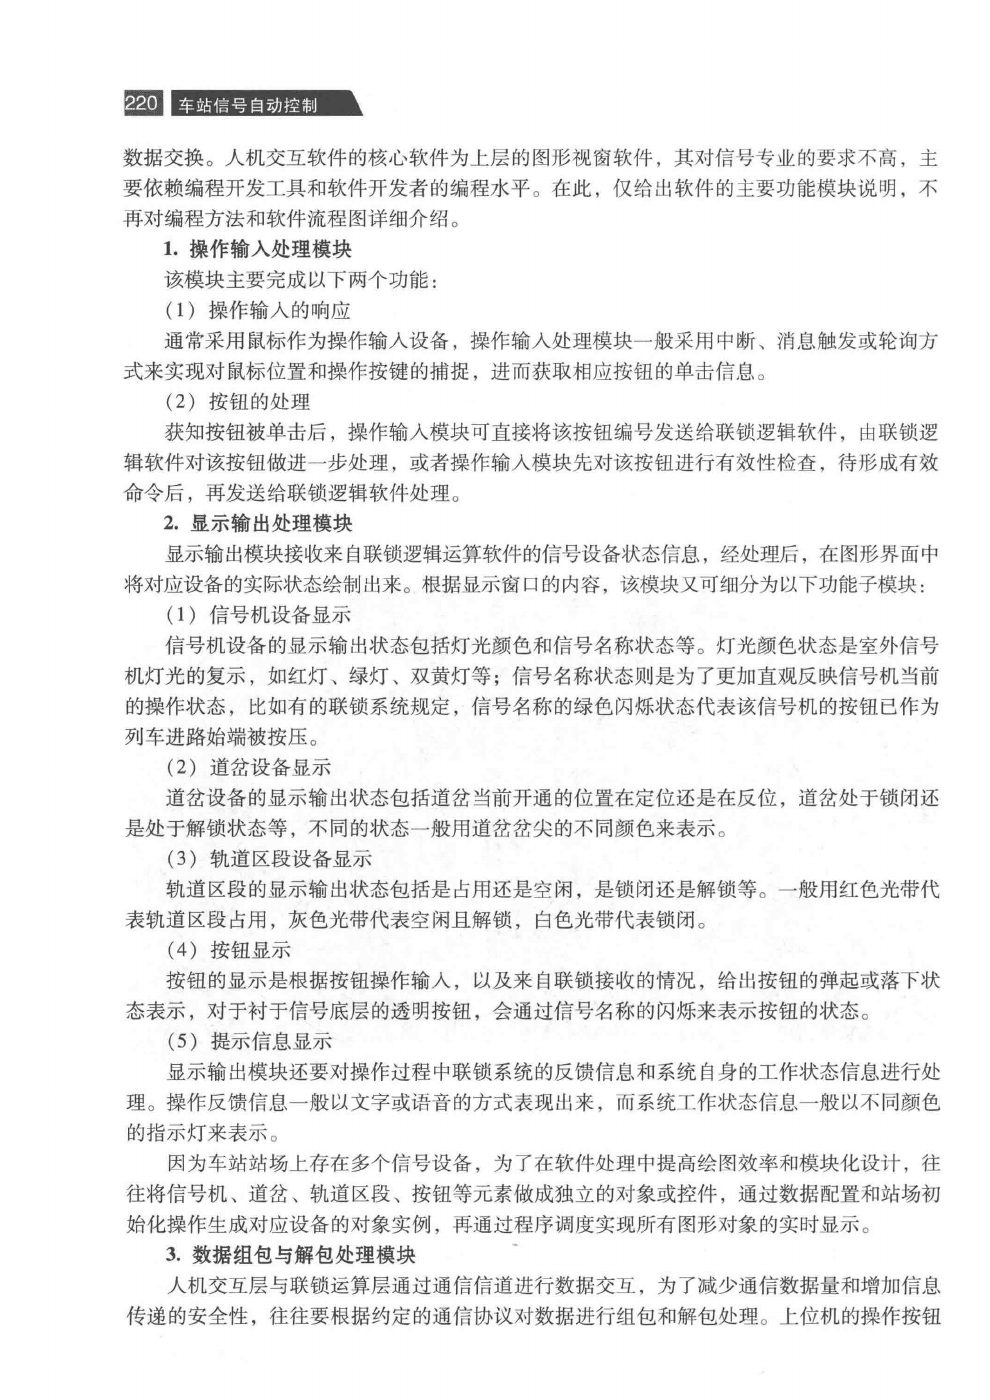 220 车站信号自动控制
数据交换。人机交互软件的核心软件为上层的图形视窗软件，其对信号专业的要求不高，主
要依赖编程开发工具和软件开发者的编程水平。在此，仅给出软件的主要功能模块说明，不
再对编程方法和软件流程图详细介绍。
1. 操作输入处理模块
该模块主要完成以下两个功能：
（1）操作输入的响应
通常采用鼠标作为操作输入设备，操作输入处理模块一般采用中断、消息触发或轮询方
式来实现对鼠标位置和操作按键的捕捉，进而获取相应按钮的单击信息。
（2）按钮的处理
获知按钮被单击后，操作输入模块可直接将该按钮编号发送给联锁逻辑软件，由联锁逻
辑软件对该按钮做进一步处理，或者操作输入模块先对该按钮进行有效性检查，待形成有效
命令后，再发送给联锁逻辑软件处理。
2. 显示输出处理模块
显示输出模块接收来自联锁逻辑运算软件的信号设备状态信息，经处理后，在图形界面中
将对应设备的实际状态绘制出来。根据显示窗口的内容，该模块又可细分为以下功能子模块：
（1）信号机设备显示
信号机设备的显示输出状态包括灯光颜色和信号名称状态等。灯光颜色状态是室外信号
机灯光的复示，如红灯、绿灯、双黄灯等；信号名称状态则是为了更加直观反映信号机当前
的操作状态，比如有的联锁系统规定，信号名称的绿色闪烁状态代表该信号机的按钮已作为
列车进路始端被按压。
（2）道岔设备显示
道岔设备的显示输出状态包括道岔当前开通的位置在定位还是在反位，道岔处于锁闭还
是处于解锁状态等，不同的状态一般用道岔岔尖的不同颜色来表示。
（3）轨道区段设备显示
轨道区段的显示输出状态包括是占用还是空闲，是锁闭还是解锁等。一般用红色光带代
表轨道区段占用，灰色光带代表空闲且解锁，白色光带代表锁闭。
（4）按钮显示
按钮的显示是根据按钮操作输入，以及来自联锁接收的情况，给出按钮的弹起或落下状
态表示，对于衬于信号底层的透明按钮，会通过信号名称的闪烁来表示按钮的状态。
（5）提示信息显示
显示输出模块还要对操作过程中联锁系统的反馈信息和系统自身的工作状态信息进行处
理。操作反馈信息一般以文字或语音的方式表现出来，而系统工作状态信息一般以不同颜色
的指示灯来表示。
因为车站站场上存在多个信号设备，为了在软件处理中提高绘图效率和模块化设计，往
往将信号机、道岔、轨道区段、按钮等元素做成独立的对象或控件，通过数据配置和站场初
始化操作生成对应设备的对象实例，再通过程序调度实现所有图形对象的实时显示。
3. 数据组包与解包处理模块
人机交互层与联锁运算层通过通信信道进行数据交互，为了减少通信数据量和增加信息
传递的安全性，往往要根据约定的通信协议对数据进行组包和解包处理。上位机的操作按钮